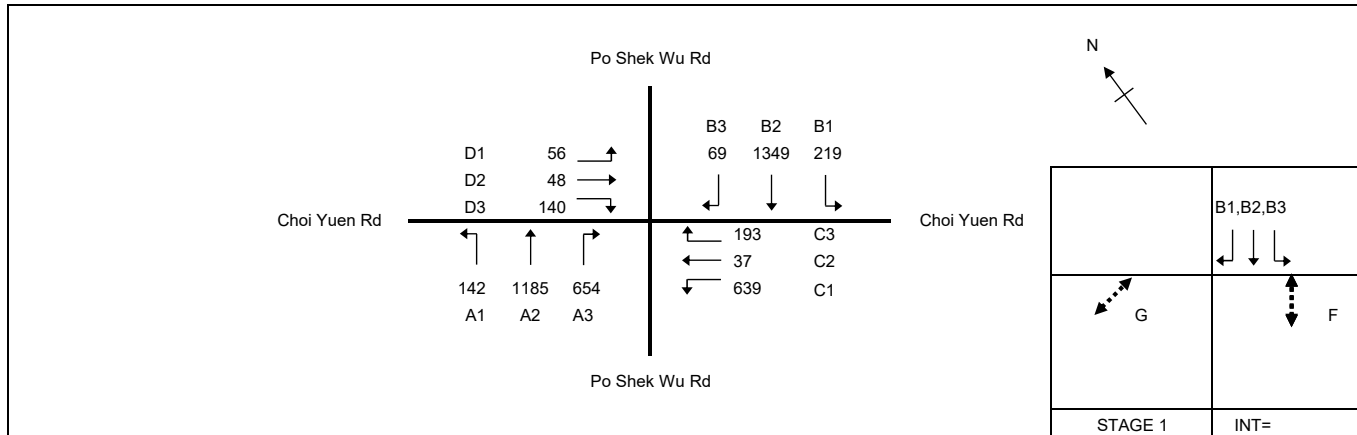 Po Shek Wu Rd
N
B3 B2 B1
D1 56 69 1349 219
D2 48
D3 140
B1,B2,B3
Choi Yuen Rd Choi Yuen Rd
193 C3
37 C2
142 1185 654 639 C1
A1 A2 A3
G F
Po Shek Wu Rd
STAGE 1 INT=